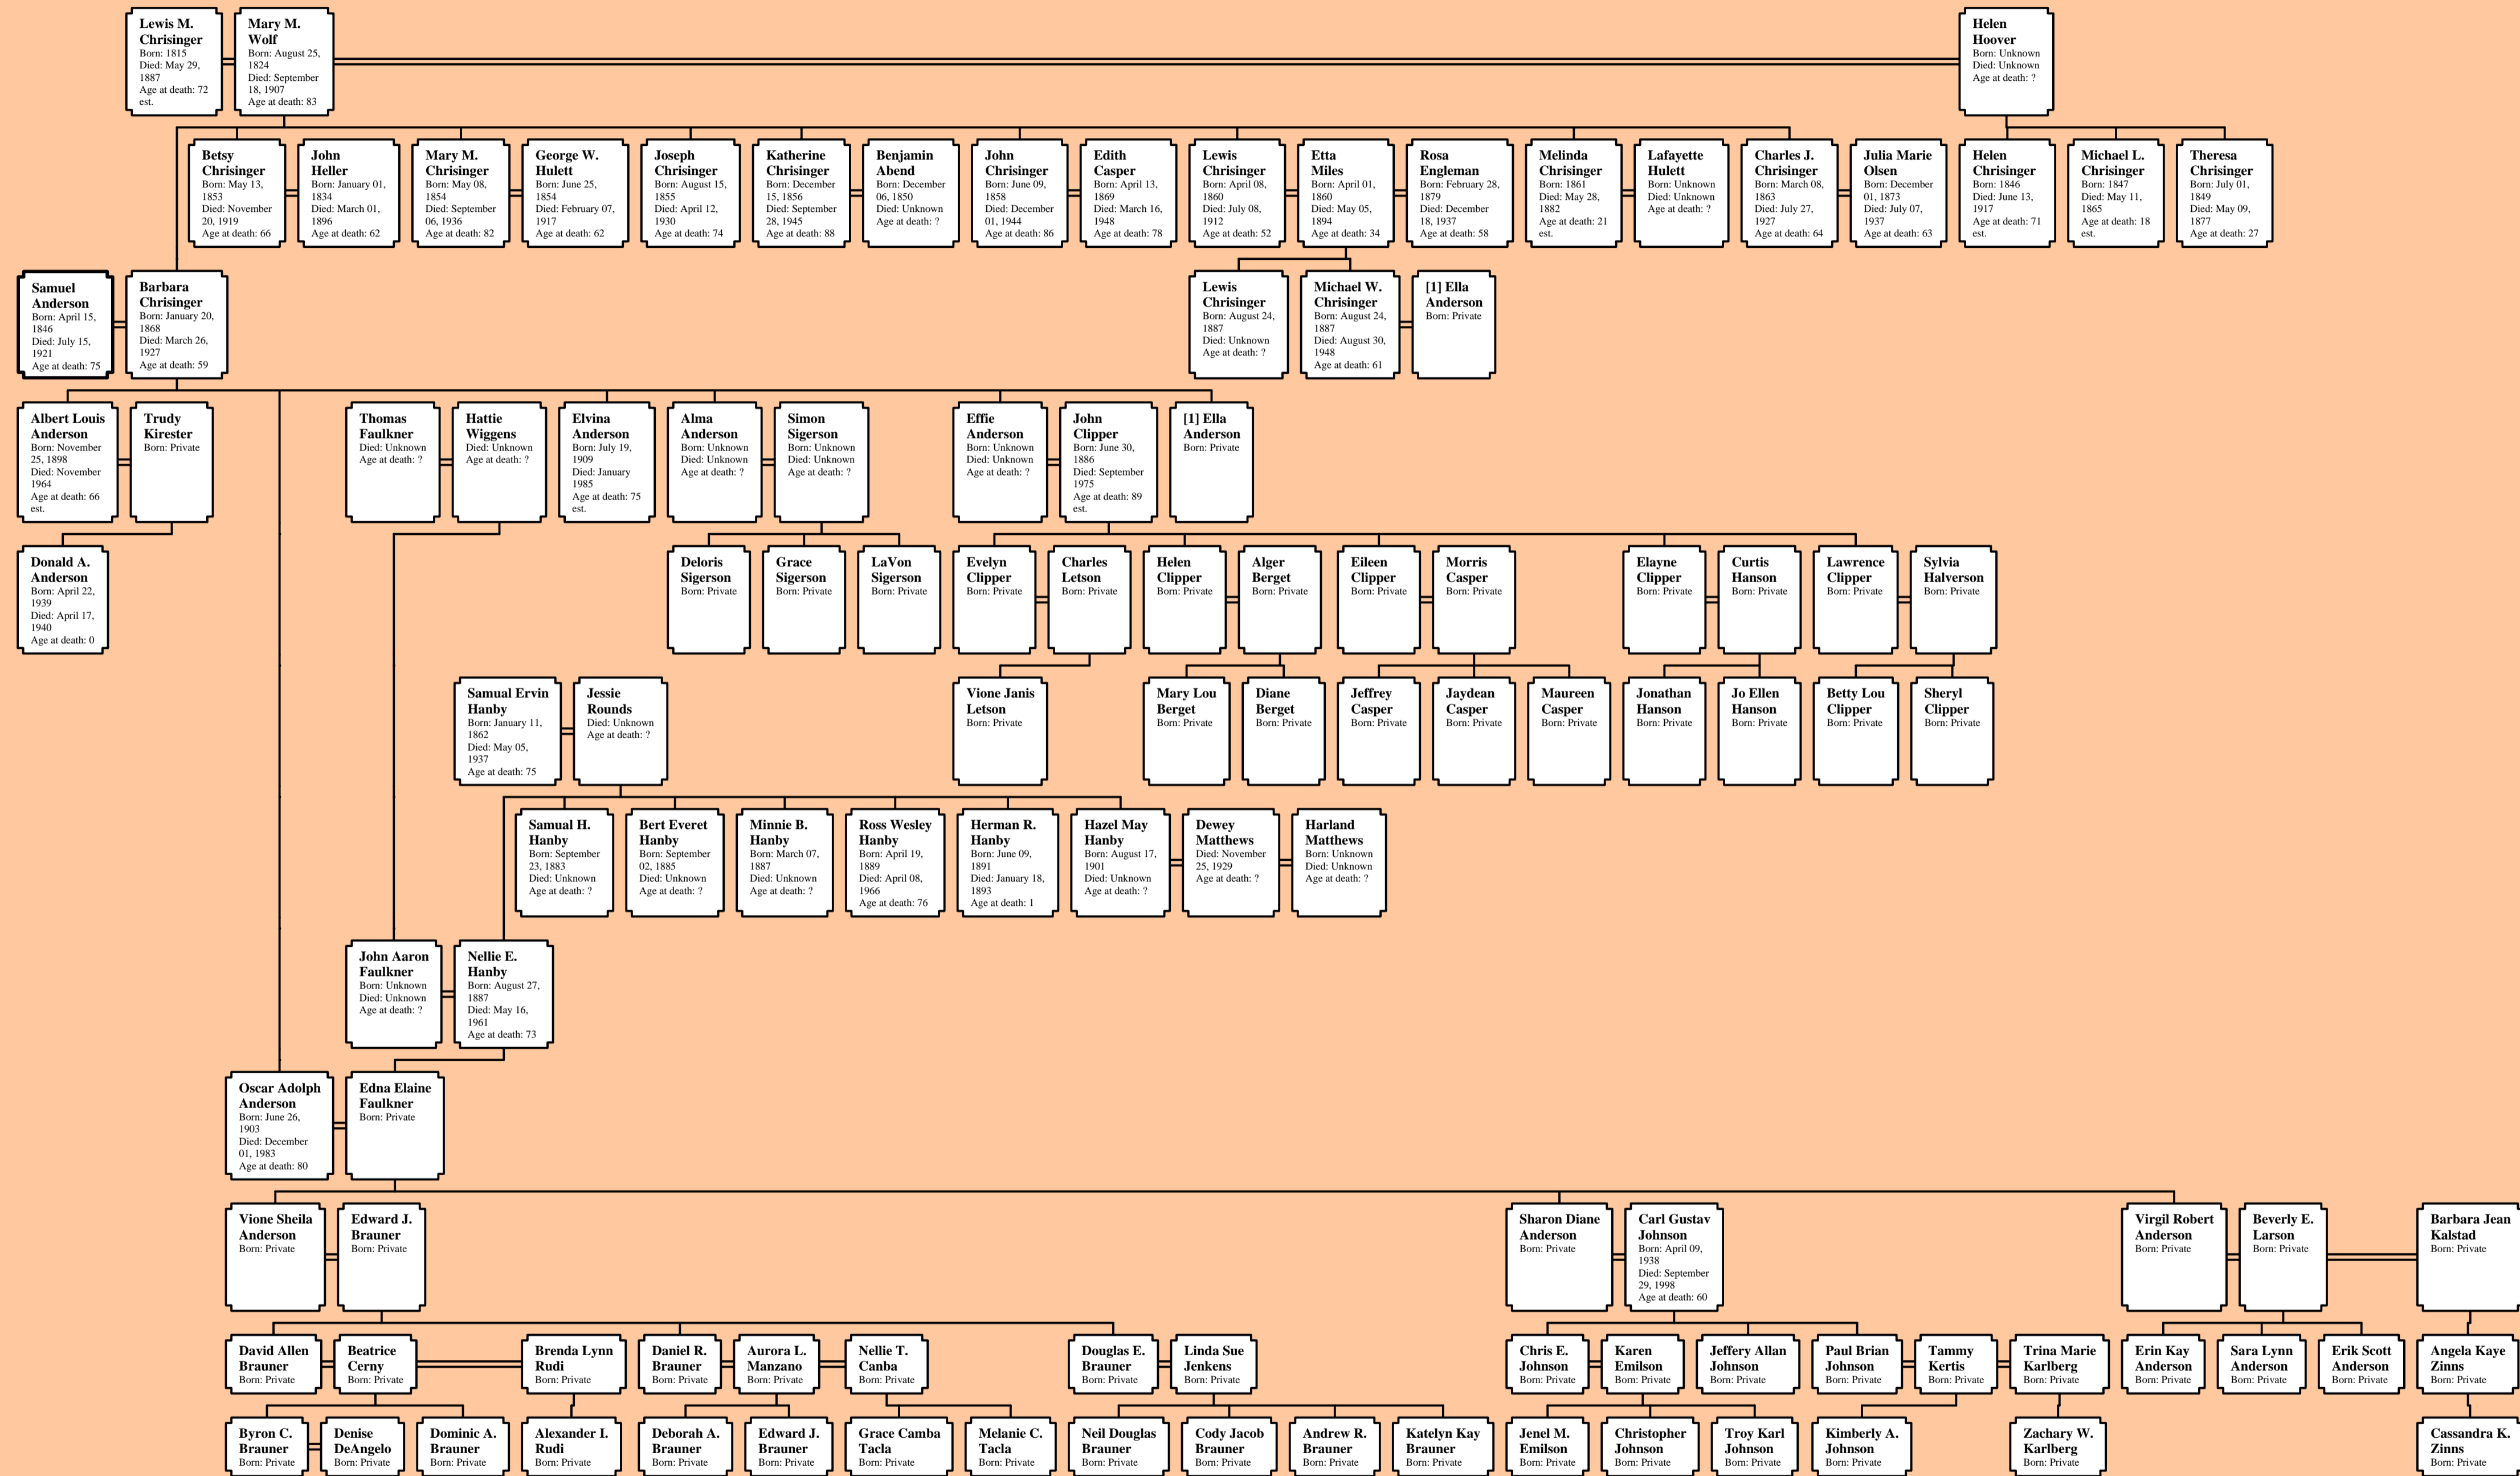 Lewis M.
Chrisinger
Born: 1815
Died: May 29,
1887
Age at death: 72
est.
Mary M.
Wolf
Born: August 25,
1824
Died: September
18, 1907
Age at death: 83
Helen
Hoover
Born: Unknown
Died: Unknown
Age at death: ?
Betsy
Chrisinger
Born: May 13,
1853
Died: November
20, 1919
Age at death: 66
John
Heller
Born: January 01,
1834
Died: March 01,
1896
Age at death: 62
Mary M.
Chrisinger
Born: May 08,
1854
Died: September
06, 1936
Age at death: 82
George W.
Hulett
Born: June 25,
1854
Died: February 07,
1917
Age at death: 62
Joseph
Chrisinger
Born: August 15,
1855
Died: April 12,
1930
Age at death: 74
Katherine
Chrisinger
Born: December
15, 1856
Died: September
28, 1945
Age at death: 88
Benjamin
Abend
Born: December
06, 1850
Died: Unknown
Age at death: ?
John
Chrisinger
Born: June 09,
1858
Died: December
01, 1944
Age at death: 86
Edith
Casper
Born: April 13,
1869
Died: March 16,
1948
Age at death: 78
Lewis
Chrisinger
Born: April 08,
1860
Died: July 08,
1912
Age at death: 52
Etta
Miles
Born: April 01,
1860
Died: May 05,
1894
Age at death: 34
Rosa
Engleman
Born: February 28,
1879
Died: December
18, 1937
Age at death: 58
Melinda
Chrisinger
Born: 1861
Died: May 28,
1882
Age at death: 21
est.
Lafayette
Hulett
Born: Unknown
Died: Unknown
Age at death: ?
Charles J.
Chrisinger
Born: March 08,
1863
Died: July 27,
1927
Age at death: 64
Julia Marie
Olsen
Born: December
01, 1873
Died: July 07,
1937
Age at death: 63
Helen
Chrisinger
Born: 1846
Died: June 13,
1917
Age at death: 71
est.
Michael L.
Chrisinger
Born: 1847
Died: May 11,
1865
Age at death: 18
est.
Theresa
Chrisinger
Born: July 01,
1849
Died: May 09,
1877
Age at death: 27
Samuel
Anderson
Born: April 15,
1846
Died: July 15,
1921
Age at death: 75
Barbara
Chrisinger
Born: January 20,
1868
Died: March 26,
1927
Age at death: 59
Lewis
Chrisinger
Born: August 24,
1887
Died: Unknown
Age at death: ?
Michael W.
Chrisinger
Born: August 24,
1887
Died: August 30,
1948
Age at death: 61
[1] Ella
Anderson
Born: Private
Albert Louis
Anderson
Born: November
25, 1898
Died: November
1964
Age at death: 66
est.
Trudy
Kirester
Born: Private
Thomas
Faulkner
Died: Unknown
Age at death: ?
Hattie
Wiggens
Died: Unknown
Age at death: ?
Elvina
Anderson
Born: July 19,
1909
Died: January
1985
Age at death: 75
est.
Alma
Anderson
Born: Unknown
Died: Unknown
Age at death: ?
Simon
Sigerson
Born: Unknown
Died: Unknown
Age at death: ?
Effie
Anderson
Born: Unknown
Died: Unknown
Age at death: ?
John
Clipper
Born: June 30,
1886
Died: September
1975
Age at death: 89
est.
[1] Ella
Anderson
Born: Private
Donald A.
Anderson
Born: April 22,
1939
Died: April 17,
1940
Age at death: 0
Deloris
Sigerson
Born: Private
Grace
Sigerson
Born: Private
LaVon
Sigerson
Born: Private
Evelyn
Clipper
Born: Private
Charles
Letson
Born: Private
Helen
Clipper
Born: Private
Alger
Berget
Born: Private
Eileen
Clipper
Born: Private
Morris
Casper
Born: Private
Elayne
Clipper
Born: Private
Curtis
Hanson
Born: Private
Lawrence
Clipper
Born: Private
Sylvia
Halverson
Born: Private
Samual Ervin
Hanby
Born: January 11,
1862
Died: May 05,
1937
Age at death: 75
Jessie
Rounds
Died: Unknown
Age at death: ?
Vione Janis
Letson
Born: Private
Mary Lou
Berget
Born: Private
Diane
Berget
Born: Private
Jeffrey
Casper
Born: Private
Jaydean
Casper
Born: Private
Maureen
Casper
Born: Private
Jonathan
Hanson
Born: Private
Jo Ellen
Hanson
Born: Private
Betty Lou
Clipper
Born: Private
Sheryl
Clipper
Born: Private
Samual H.
Hanby
Born: September
23, 1883
Died: Unknown
Age at death: ?
Bert Everet
Hanby
Born: September
02, 1885
Died: Unknown
Age at death: ?
Minnie B.
Hanby
Born: March 07,
1887
Died: Unknown
Age at death: ?
Ross Wesley
Hanby
Born: April 19,
1889
Died: April 08,
1966
Age at death: 76
Herman R.
Hanby
Born: June 09,
1891
Died: January 18,
1893
Age at death: 1
Hazel May
Hanby
Born: August 17,
1901
Died: Unknown
Age at death: ?
Dewey
Matthews
Died: November
25, 1929
Age at death: ?
Harland
Matthews
Born: Unknown
Died: Unknown
Age at death: ?
John Aaron
Faulkner
Born: Unknown
Died: Unknown
Age at death: ?
Nellie E.
Hanby
Born: August 27,
1887
Died: May 16,
1961
Age at death: 73
Oscar Adolph
Anderson
Born: June 26,
1903
Died: December
01, 1983
Age at death: 80
Edna Elaine
Faulkner
Born: Private
Vione Sheila
Anderson
Born: Private
Edward J.
Brauner
Born: Private
Sharon Diane
Anderson
Born: Private
Carl Gustav
Johnson
Born: April 09,
1938
Died: September
29, 1998
Age at death: 60
Virgil Robert
Anderson
Born: Private
Beverly E.
Larson
Born: Private
Barbara Jean
Kalstad
Born: Private
David Allen
Brauner
Born: Private
Beatrice
Cerny
Born: Private
Brenda Lynn
Rudi
Born: Private
Daniel R.
Brauner
Born: Private
Aurora L.
Manzano
Born: Private
Nellie T.
Canba
Born: Private
Douglas E.
Brauner
Born: Private
Linda Sue
Jenkens
Born: Private
Chris E.
Johnson
Born: Private
Karen
Emilson
Born: Private
Jeffery Allan
Johnson
Born: Private
Paul Brian
Johnson
Born: Private
Tammy
Kertis
Born: Private
Trina Marie
Karlberg
Born: Private
Erin Kay
Anderson
Born: Private
Sara Lynn
Anderson
Born: Private
Erik Scott
Anderson
Born: Private
Angela Kaye
Zinns
Born: Private
Byron C.
Brauner
Born: Private
Denise
DeAngelo
Born: Private
Dominic A.
Brauner
Born: Private
Alexander I.
Rudi
Born: Private
Deborah A.
Brauner
Born: Private
Edward J.
Brauner
Born: Private
Grace Camba
Tacla
Born: Private
Melanie C.
Tacla
Born: Private
Neil Douglas
Brauner
Born: Private
Cody Jacob
Brauner
Born: Private
Andrew R.
Brauner
Born: Private
Katelyn Kay
Brauner
Born: Private
Jenel M.
Emilson
Born: Private
Christopher
Johnson
Born: Private
Troy Karl
Johnson
Born: Private
Kimberly A.
Johnson
Born: Private
Zachary W.
Karlberg
Born: Private
Cassandra K.
Zinns
Born: Private